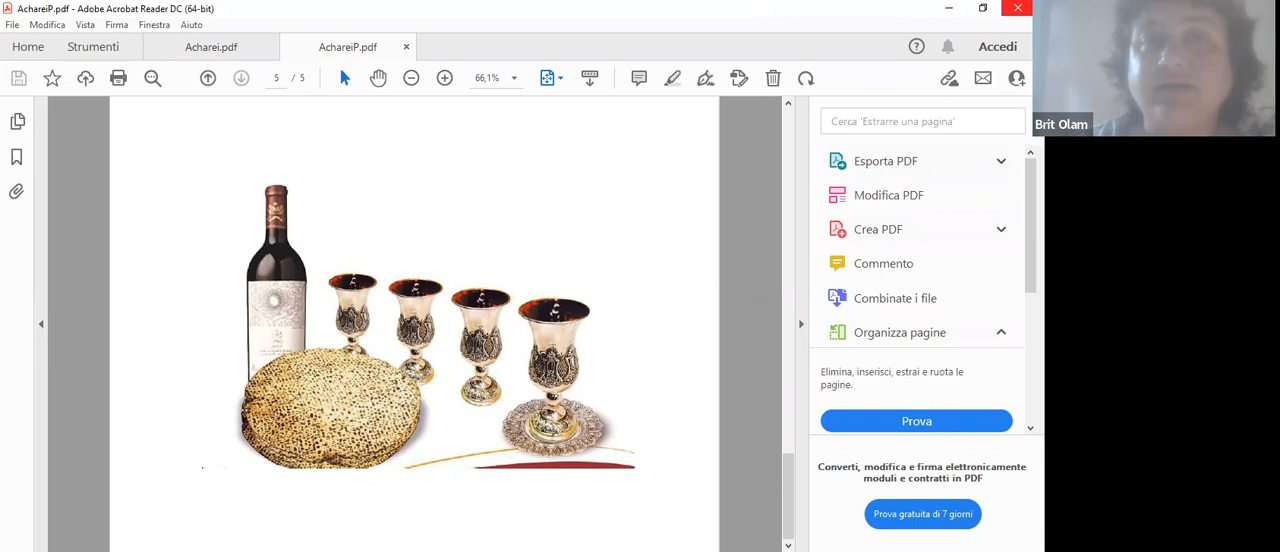 AchareiP.pdf - Adobe Acrobat Reader DC (64-bit)
File Modifica Vista Firma Finestra Aiuto
Home Strumenti Acharei.pdf AchareiP.pdf Accedi
5 / 5 66,1%
Brit Olam
Cerca 'Estrarre una pagina'
Esporta PDF
Modifica PDF
Crea PDF
Commento
Combinate i file
Organizza pagine
Elimina, inserisci, estrai e ruota le
pagine.
Prova
Converti, modifica e firma elettronicamente
moduli e contratti in PDF
Prova gratuita di 7 giorni